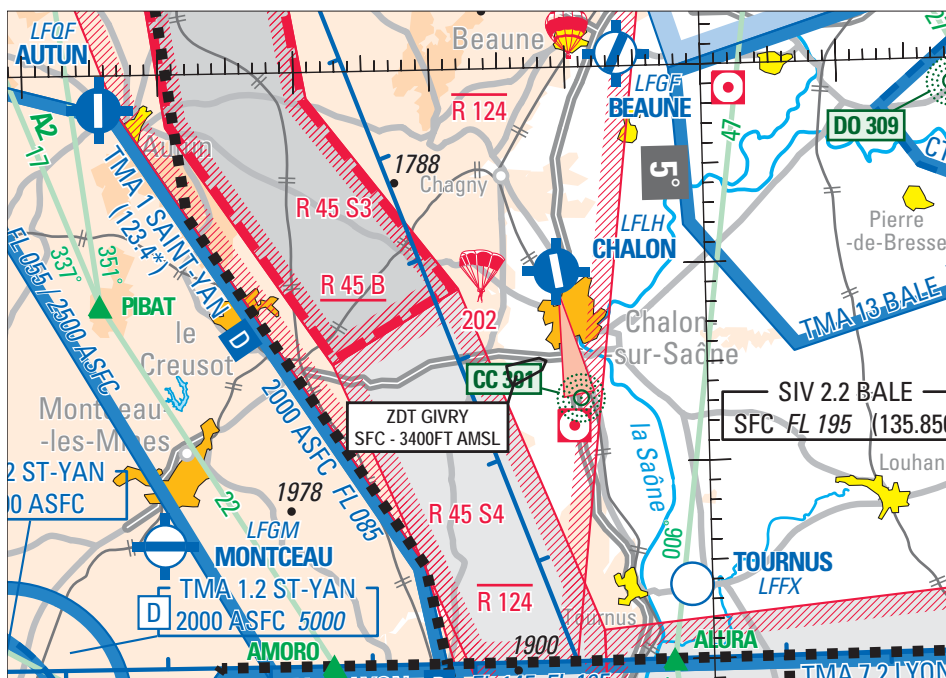 LFQF
AUTUN
Beaune
LFGF
BEAUNE
R 124
DO 309
A2
17
47
5°
Autun
1788
Chagny
TMA 1 SAINT-YAN
(123.4*)
R 45 S3
LFLH
CHALON
Pierre
-de-Bresse
337°
351°
FL 055 / 2500 ASFC
PIBAT
R 45 B
202
le
Creusot
D
Chalon
-sur-Saône
TMA 13 BALE
2000 ASFC FL 085
CC 391
ZDT GIVRY
SFC - 3400FT AMSL
SIV 2.2 BALE
SFC FL 195 (135.850
Montceau
-les-Mines
la Saône
Louhan
.2 ST-YAN
00 ASFC
22
1978
R 45 S4
LFGM
MONTCEAU
006°
TOURNUS
LFFX
TMA 1.2 ST-YAN
D
2000 ASFC 5000
R 124
Tournus
AMORO
1900
ALURA
TMA 7.2 LYON